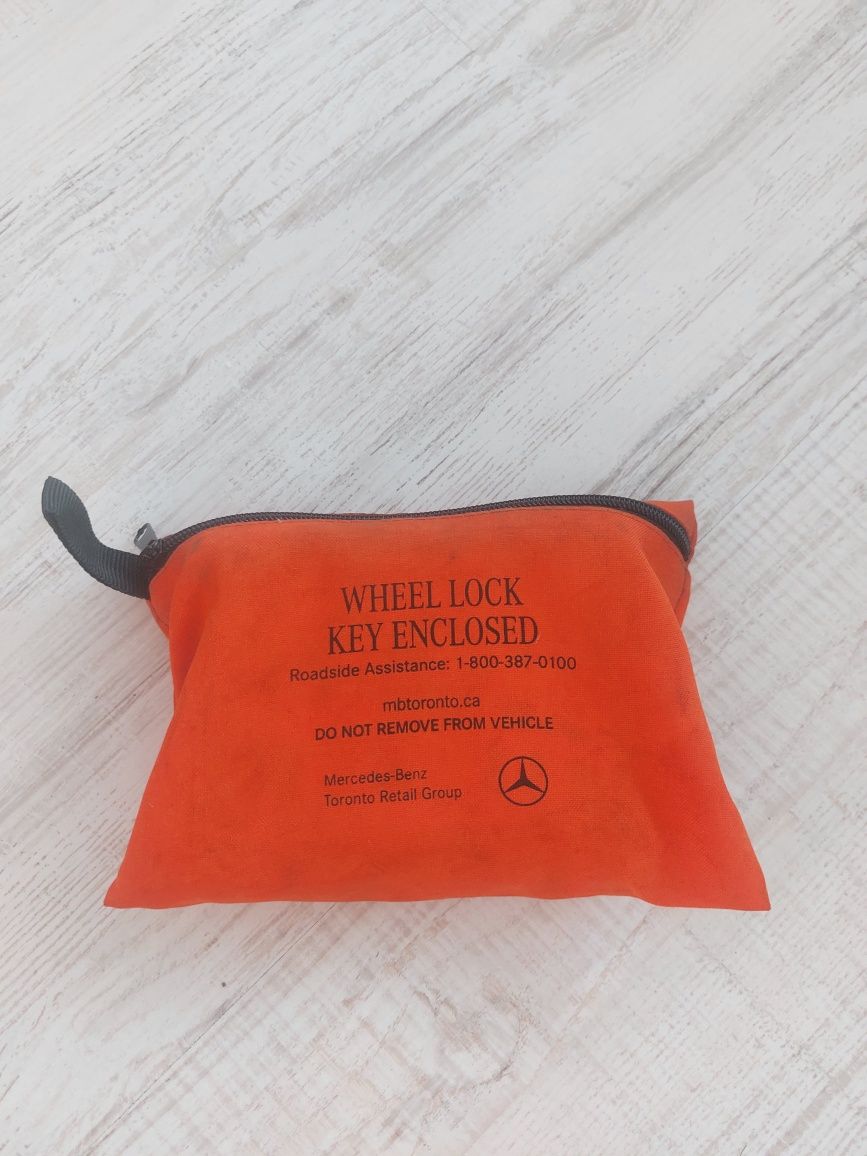 WHEEL LOCK
KEY ENCLOSED
Roadside Assistance: 1-800-387-0100
mbtoronto.ca
DO NOT REMOVE FROM VEHICLE
Mercedes-Benz
Toronto Retail Group